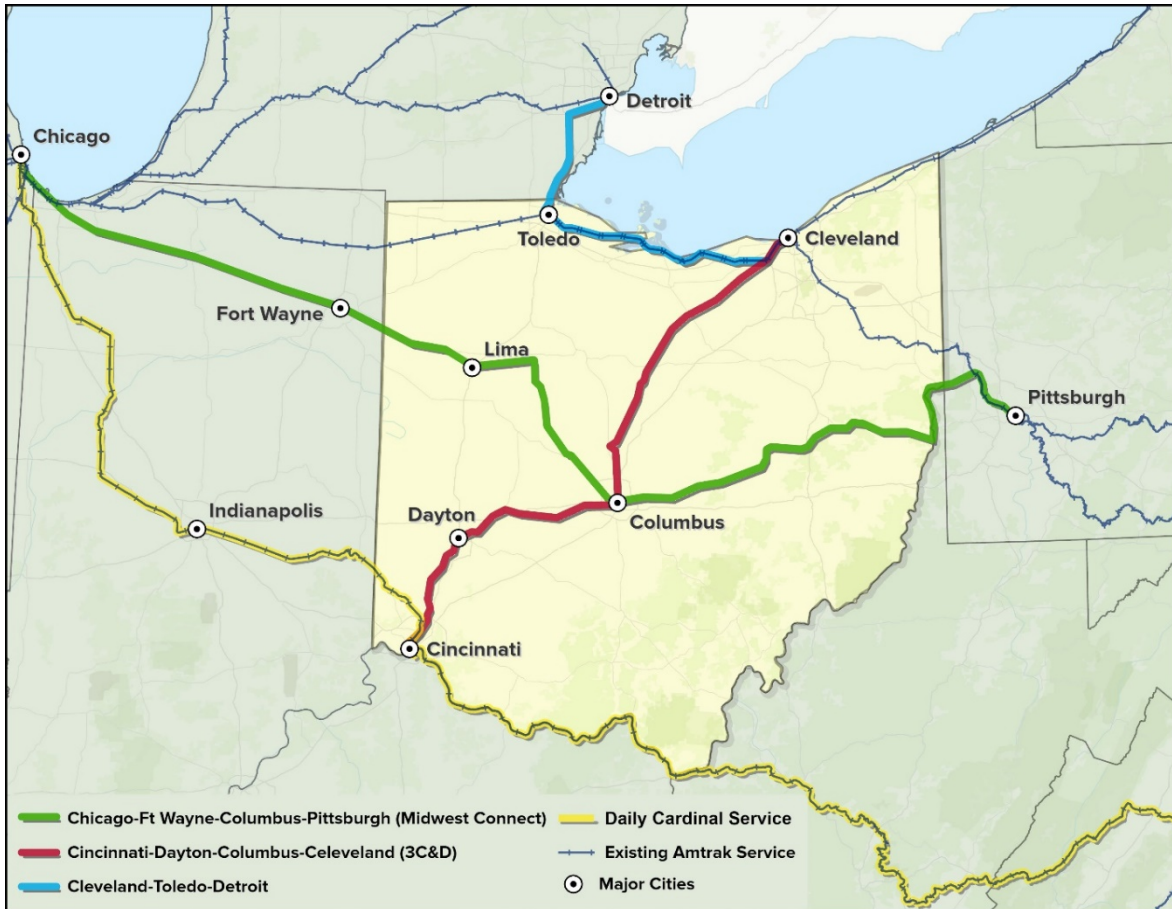 Detroit
Chicago
Toledo
Cleveland
Fort Wayne
Lima
Pittsburgh
Indianapolis
Dayton
Columbus
Cincinnati
Chicago-Ft Wayne-Columbus-Pittsburgh (Midwest Connect)
Cincinnati-Dayton-Columbus-Celeveland (3C&D)
Cleveland-Toledo-Detroit
Daily Cardinal Service
Existing Amtrak Service
Major Cities